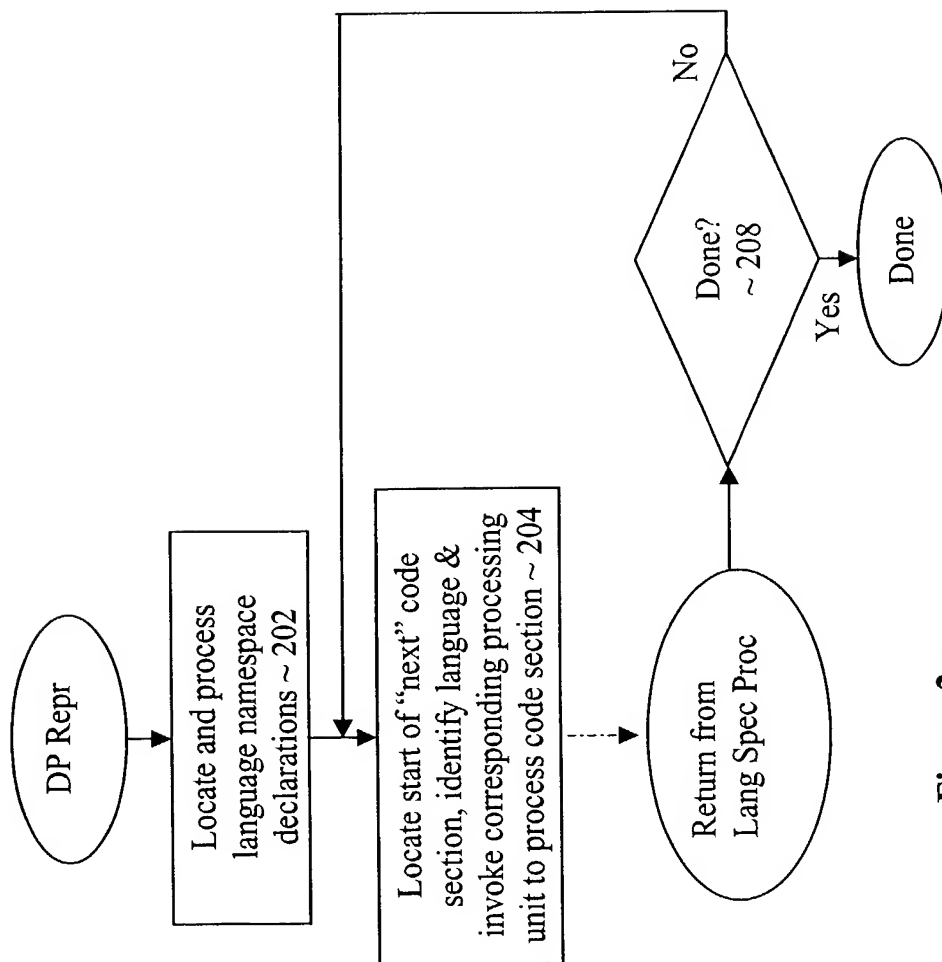 DP Repr
Locate and process
language namespace
declarations ~ 202
Locate start of “next” code
section, identify language &
invoke corresponding processing
unit to process code section ~ 204
Return from
Lang Spec Proc
Done?
~ 208
No
Yes
Done